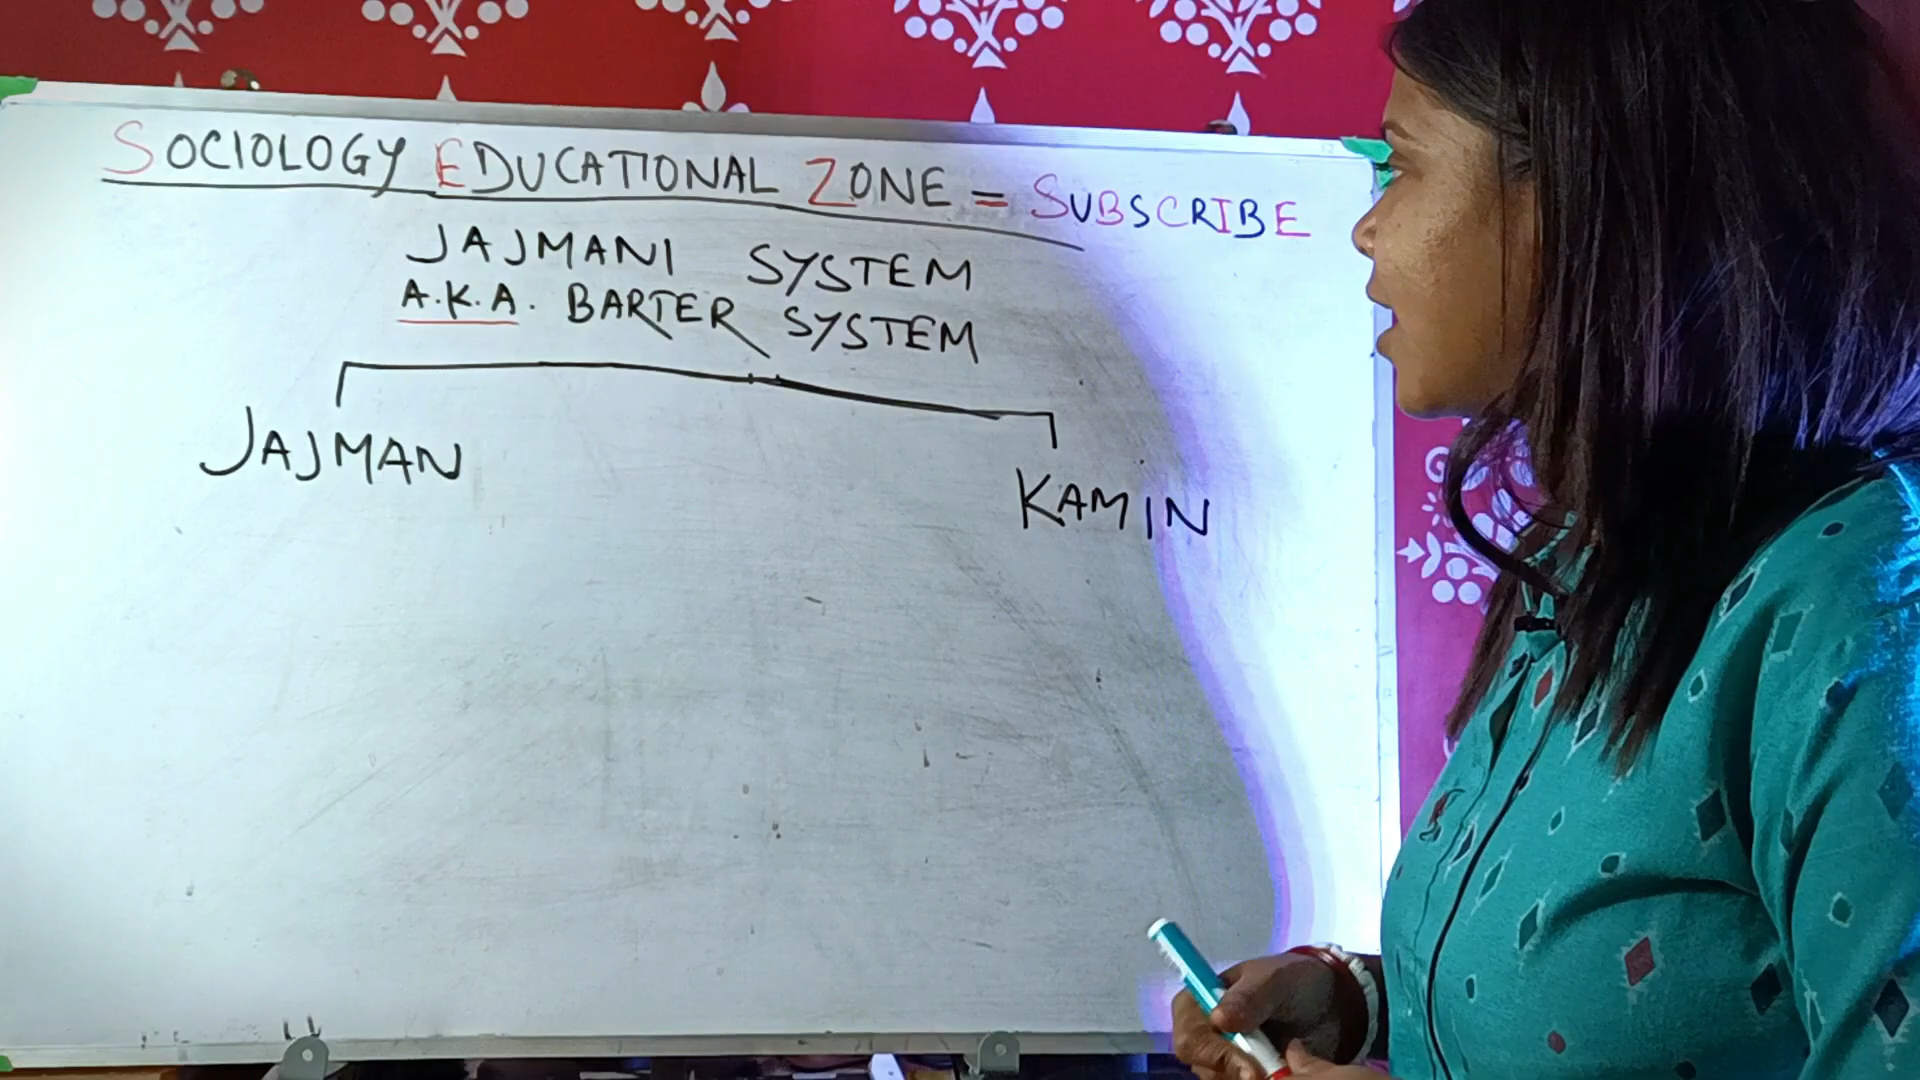 SOCIOLOGY EDUCATIONAL ZONE = SUBSCRIBE
JAJMANI SYSTEM
A.K.A. BARTER SYSTEM
JAJMAN
KAMIN